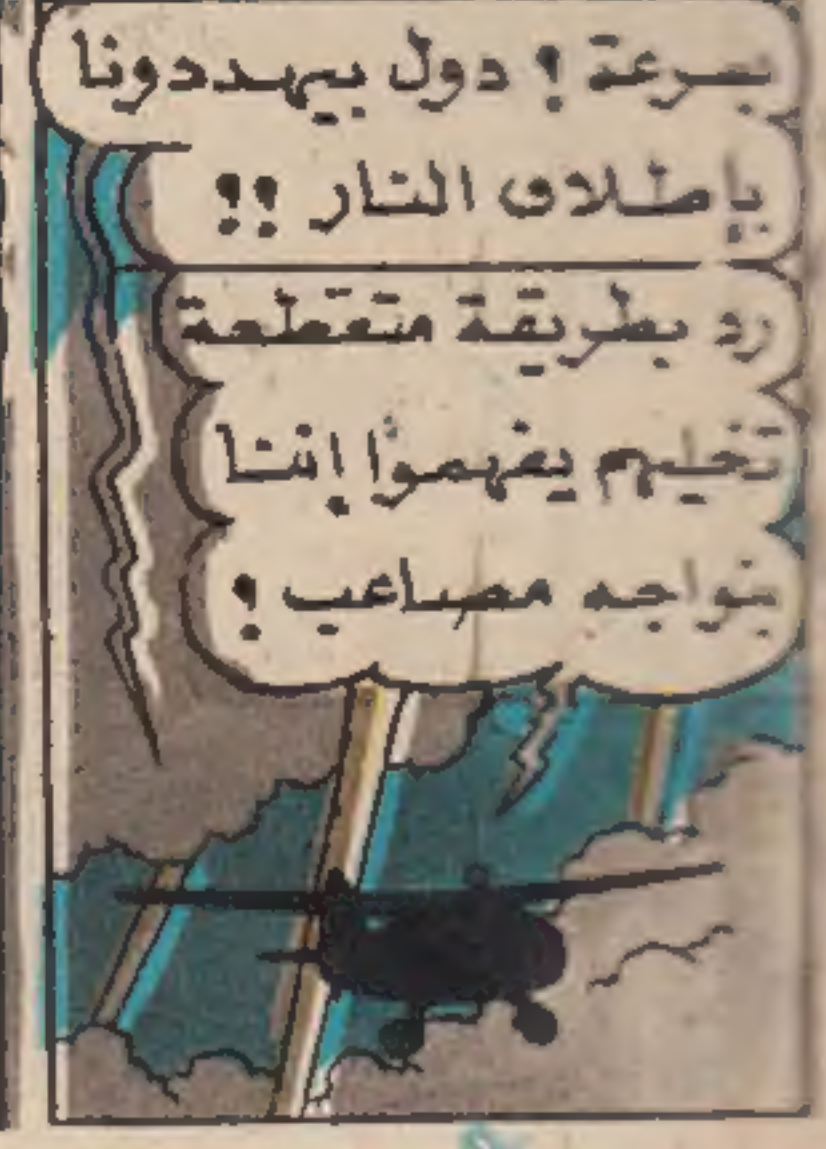 بسرعة ! دول بيهددونا
بإطلاق النار !!
رد بطريقة متقطعة
تخليهم يفهموا إننا
بنواجه مصاعب !